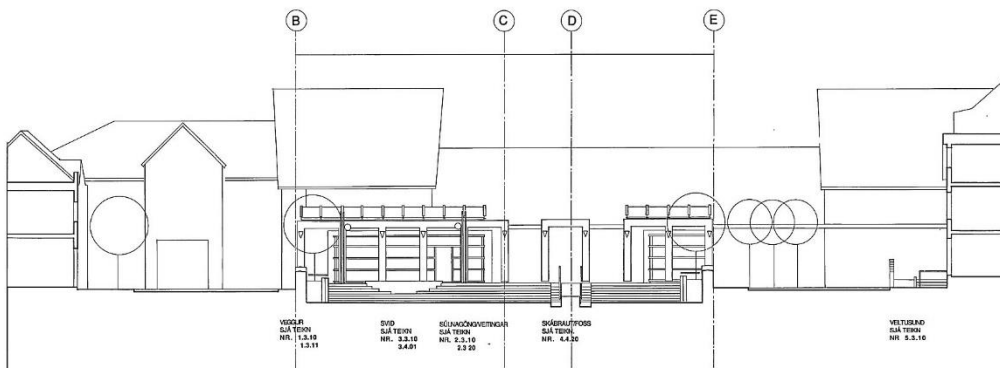 B C D E
VEGGUR
SJÁ TEIKN
NR. 1.3.10
1.3.11
SVID
SJÁ TEIKN
NR. 3.3.10
3.4.01
SÚLNAGÖNG/VEITINGAR
SJÁ TEIKN
NR. 2.3.10
2.3 20
SKÁBRAUT/FOSS
SJÁ TEIKN.
NR. 4.4.20
VELTUSUND
SJÁ TEIKN
NR 5.3.10